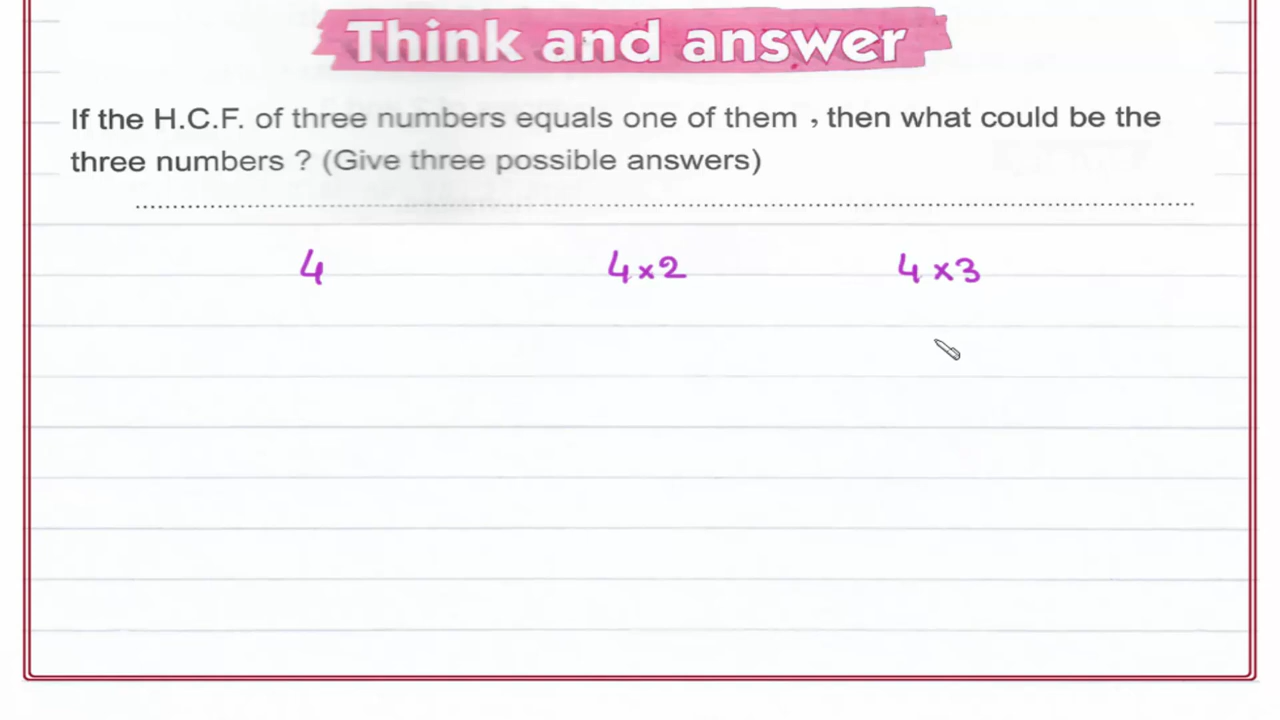 Think and answer
If the H.C.F. of three numbers equals one of them , then what could be the
three numbers ? (Give three possible answers)
4 4 ×2 4 ×3